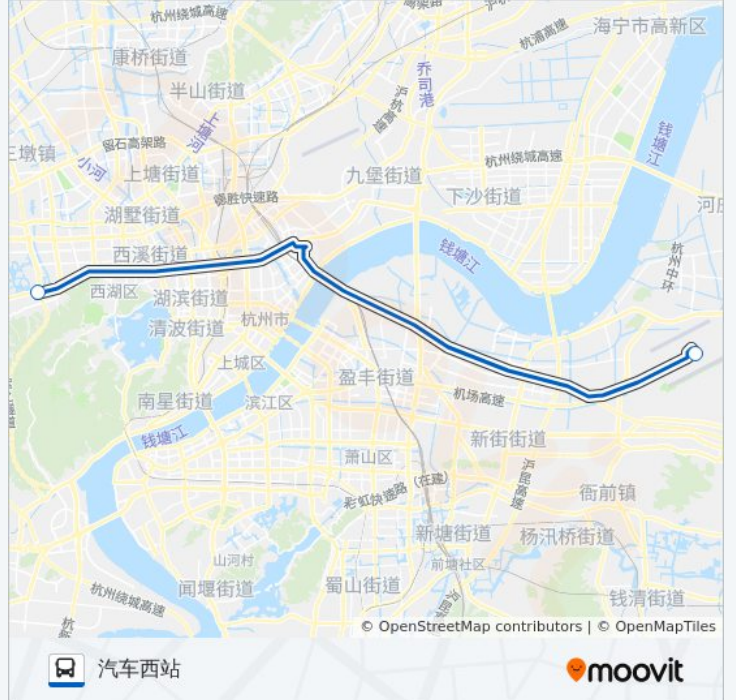 杭州绕城高速
高架路
海宁市高新区
杭浦高速
康桥街道
半山街道
乔司港
沪杭高速
上塘河
钱塘江
留石高架路
三墩镇
小河
上塘街道
杭州绕城高速
九堡街道
下沙街道
德胜快速路
湖墅街道
西溪街道
钱塘江
杭州中环
西湖区
湖滨街道
清波街道
杭州市
上城区
盈丰街道
机场高速
南星街道
滨江区
钱塘江
新街街道
萧山区
沪昆高速
衙前镇
彩虹快速路（在建）
新塘街道
杨汛桥街道
山河村
前塘社区
杭州绕城高速
闻堰街道
蜀山街道
钱清街道
© OpenStreetMap contributors | © OpenMapTiles
汽车西站
moovit